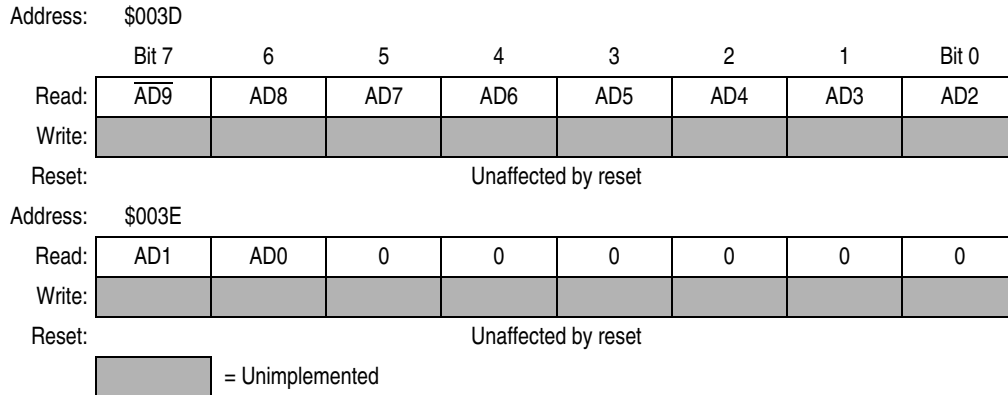 Address: $003D
Bit 7 6 5 4 3 2 1 Bit 0
Read: A̅D̅9̅ AD8 AD7 AD6 AD5 AD4 AD3 AD2
Write:
Reset: Unaffected by reset
Address: $003E
Read: AD1 AD0 0 0 0 0 0 0
Write:
Reset: Unaffected by reset
= Unimplemented